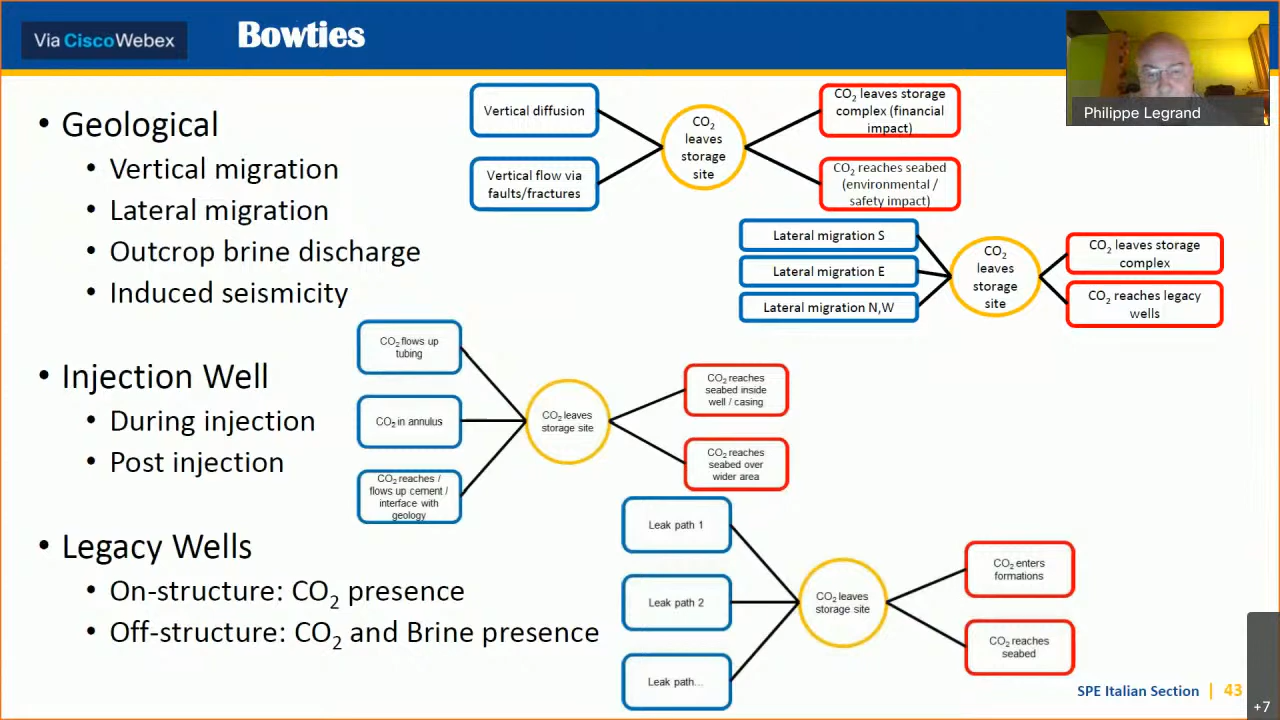 Via CiscoWebex
Bowties
Philippe Legrand
• Geological
• Vertical migration
• Lateral migration
• Outcrop brine discharge
• Induced seismicity
Vertical diffusion
Vertical flow via
faults/fractures
CO2
leaves
storage
site
CO2 leaves storage
complex (financial
impact)
CO2 reaches seabed
(environmental /
safety impact)
Lateral migration S
Lateral migration E
Lateral migration N,W
CO2
leaves
storage
site
CO2 leaves storage
complex
CO2 reaches legacy
wells
• Injection Well
• During injection
• Post injection
CO2 flows up
tubing
CO2 in annulus
CO2 reaches /
flows up cement /
interface with
geology
CO2 leaves
storage site
CO2 reaches
seabed inside
well / casing
CO2 reaches
seabed over
wider area
• Legacy Wells
• On-structure: CO2 presence
• Off-structure: CO2 and Brine presence
Leak path 1
Leak path 2
Leak path...
CO2 leaves
storage site
CO2 enters
formations
CO2 reaches
seabed
SPE Italian Section | 43
+7